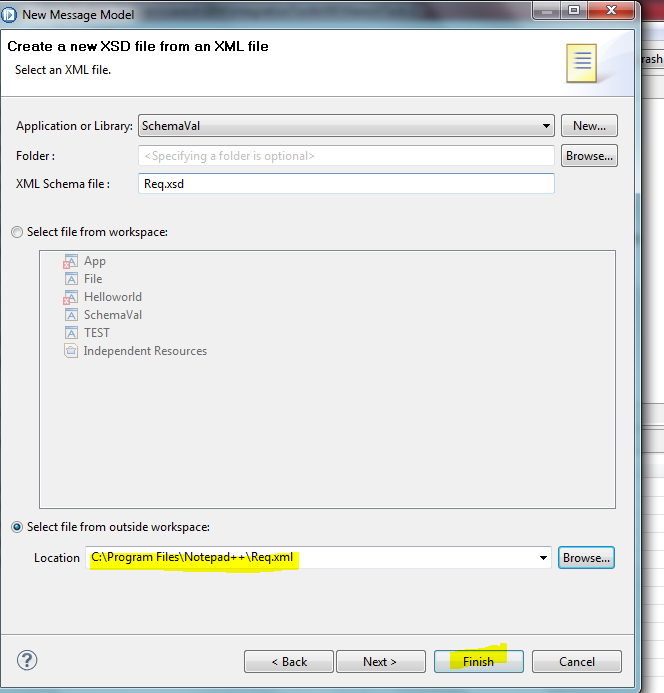 New Message Model
Create a new XSD file from an XML file
Select an XML file.
rash
Application or Library: SchemaVal New...
Folder : <Specifying a folder is optional> Browse...
XML Schema file : Req.xsd
Select file from workspace:
App
File
Helloworld
SchemaVal
TEST
Independent Resources
Select file from outside workspace:
Location C:\Program Files\Notepad++\Req.xml Browse...
? < Back Next > Finish Cancel